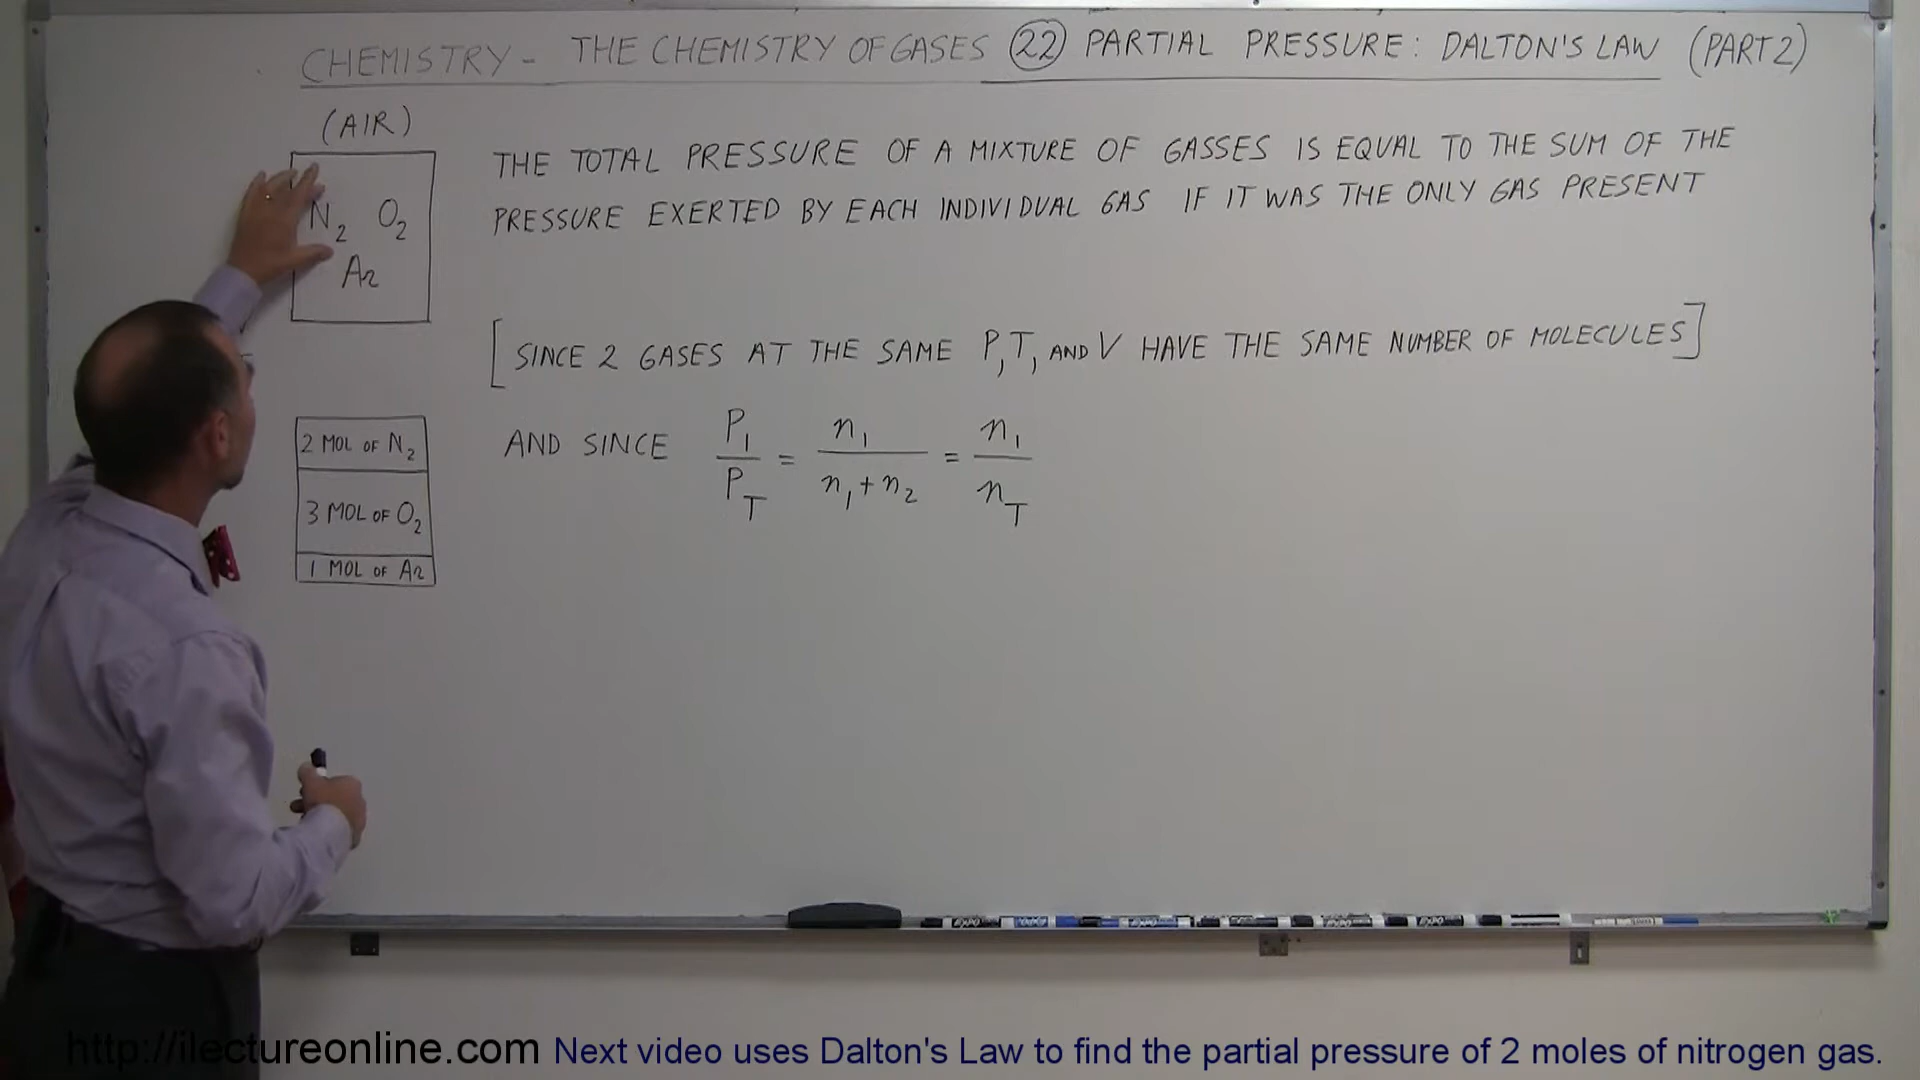 CHEMISTRY - THE CHEMISTRY OF GASES (22) PARTIAL PRESSURE: DALTON'S LAW (PART 2)
(AIR)
N2 O2
Ar
THE TOTAL PRESSURE OF A MIXTURE OF GASSES IS EQUAL TO THE SUM OF THE
PRESSURE EXERTED BY EACH INDIVIDUAL GAS IF IT WAS THE ONLY GAS PRESENT
[SINCE 2 GASES AT THE SAME P, T, AND V HAVE THE SAME NUMBER OF MOLECULES]
2 MOL OF N2
3 MOL OF O2
1 MOL OF Ar
AND SINCE P1/PT = n1/(n1+n2) = n1/nT
http://ilectureonline.com Next video uses Dalton's Law to find the partial pressure of 2 moles of nitrogen gas.